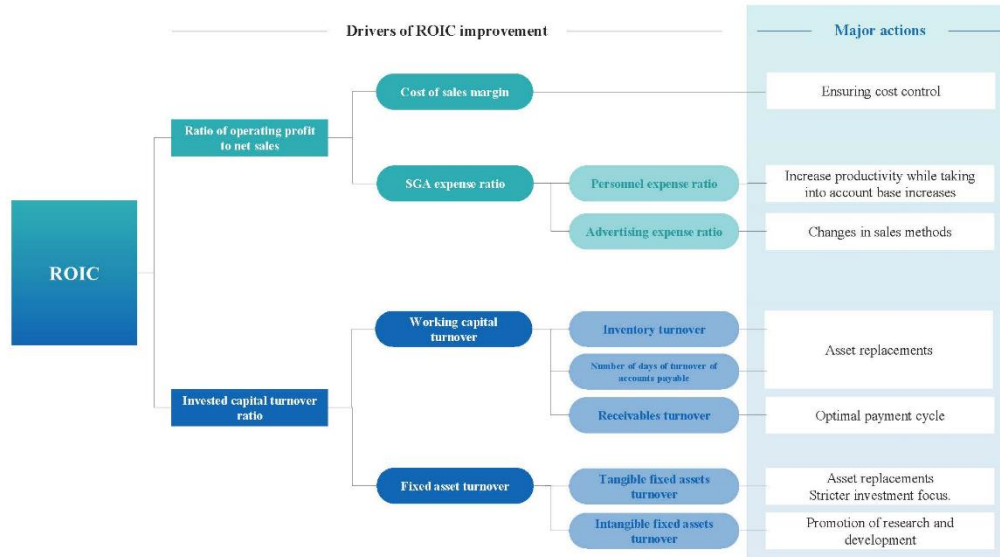 Drivers of ROIC improvement
Major actions
Cost of sales margin
Ensuring cost control
Ratio of operating profit
to net sales
SGA expense ratio
Personnel expense ratio
Increase productivity while taking
into account base increases
Advertising expense ratio
Changes in sales methods
ROIC
Working capital
turnover
Inventory turnover
Asset replacements
Number of days of turnover of
accounts payable
Invested capital turnover
ratio
Receivables turnover
Optimal payment cycle
Fixed asset turnover
Tangible fixed assets
turnover
Asset replacements
Stricter investment focus.
Intangible fixed assets
turnover
Promotion of research and
development